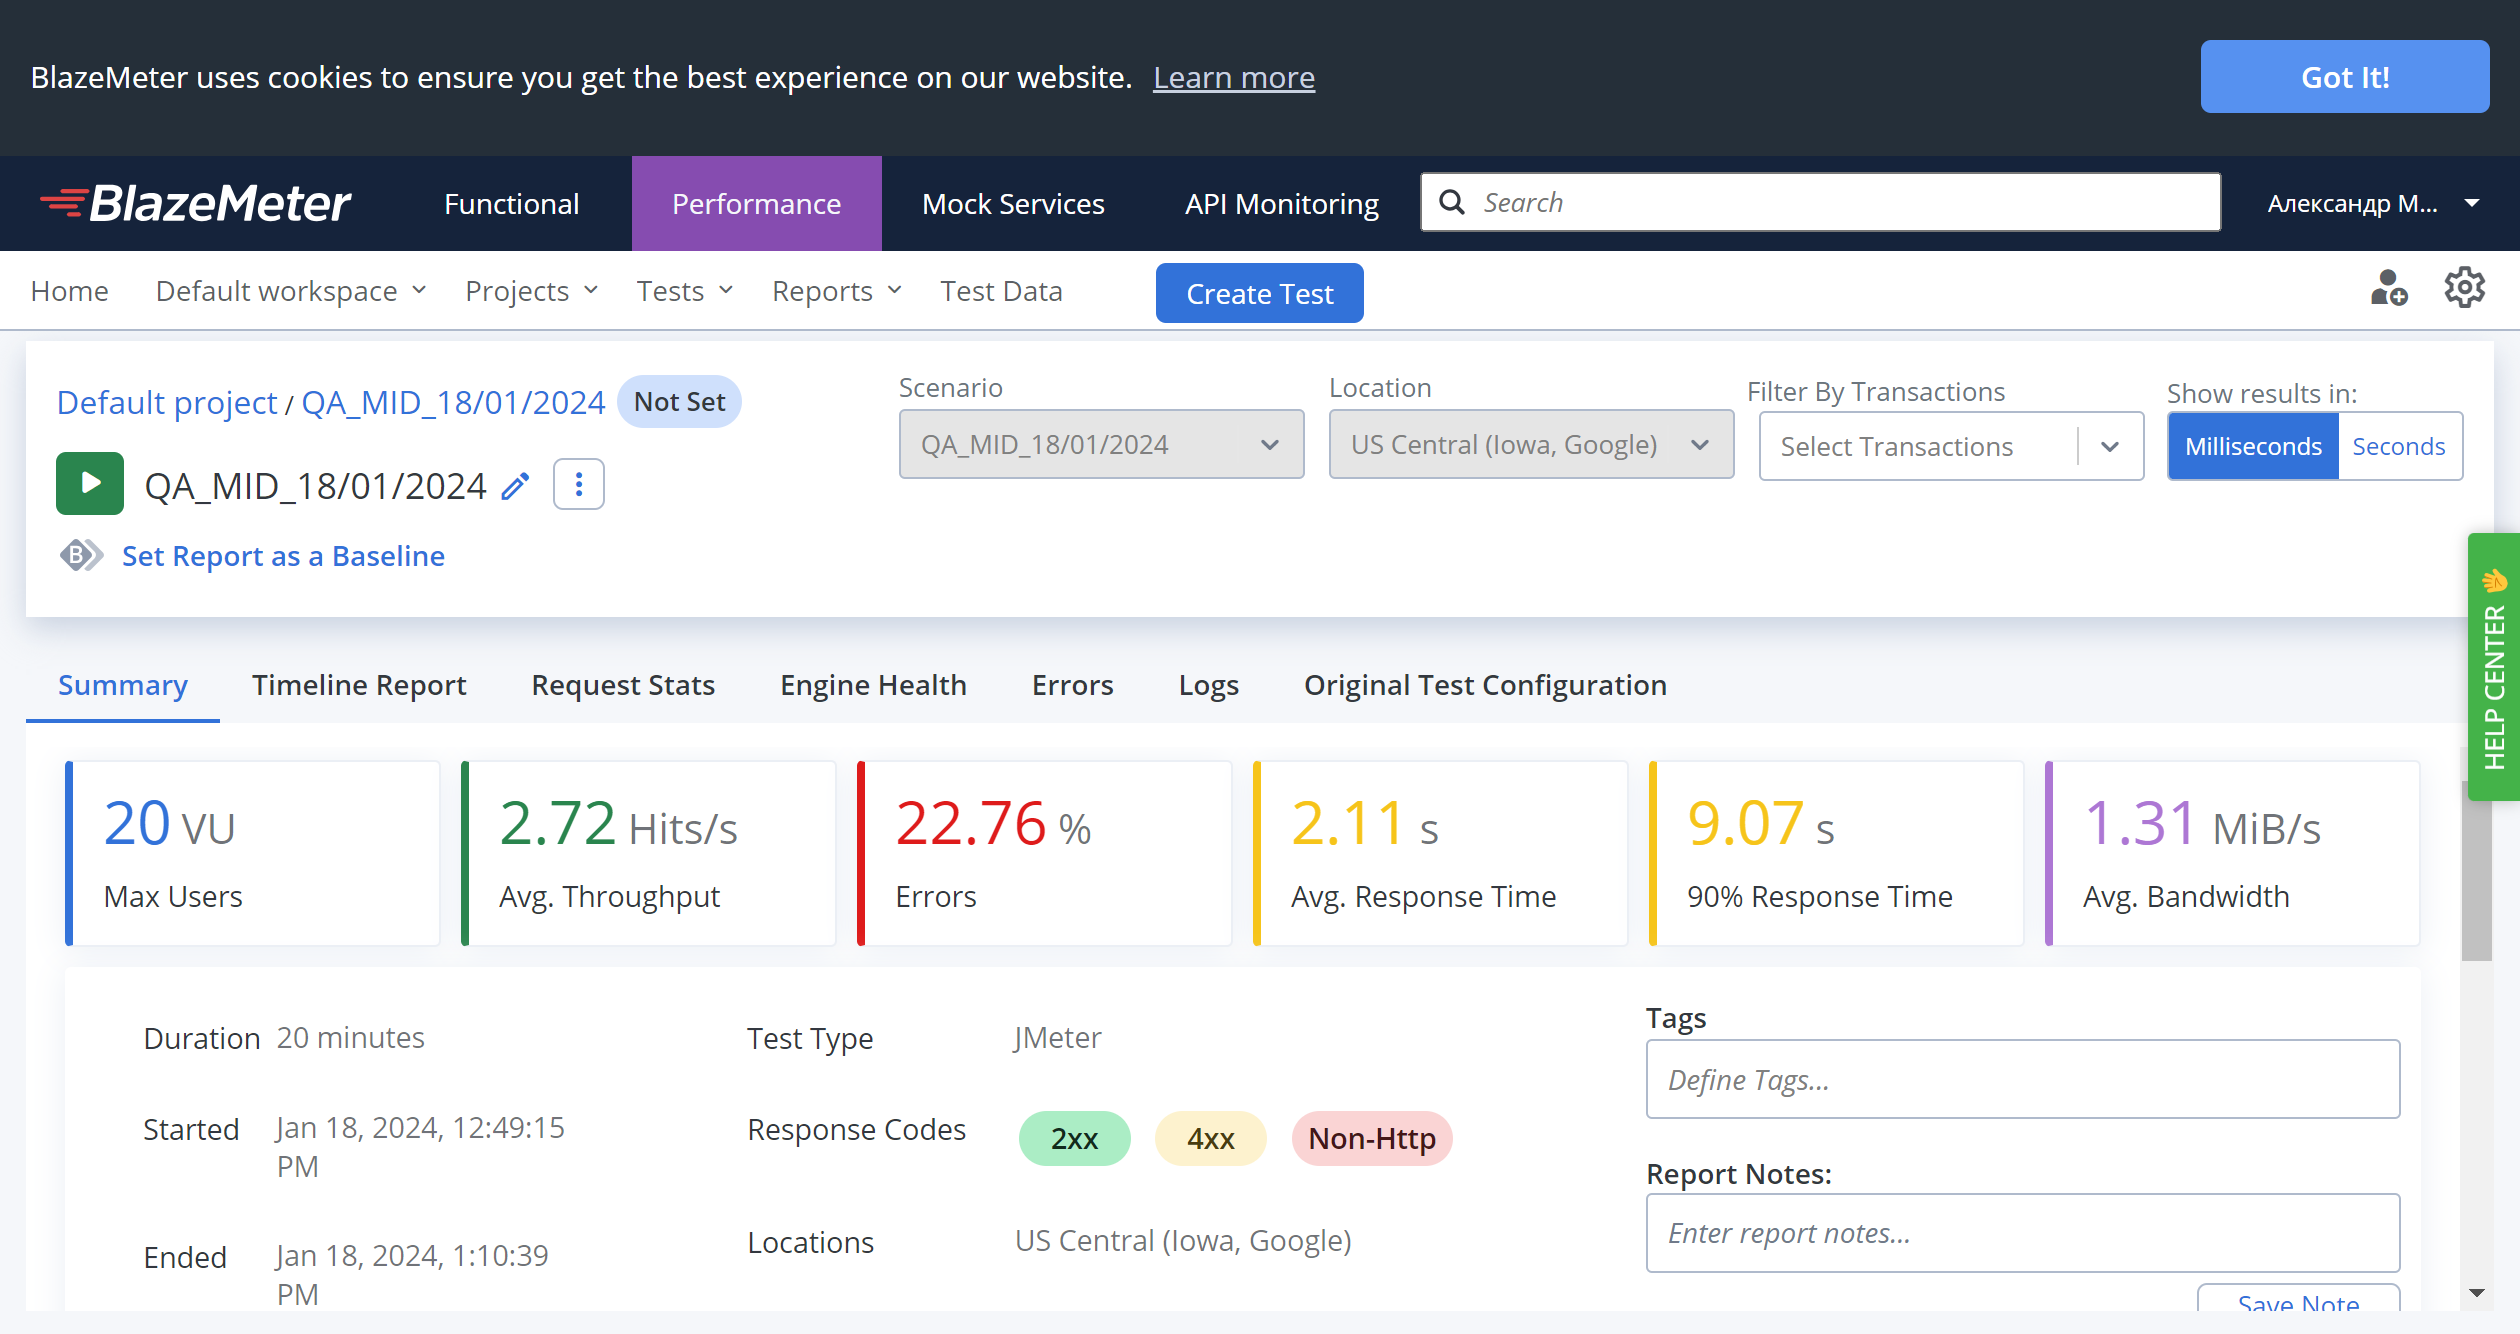 BlazeMeter uses cookies to ensure you get the best experience on our website. Learn more
Got It!
BlazeMeter
Functional
Performance
Mock Services
API Monitoring
Search
Александр М...
Home
Default workspace
Projects
Tests
Reports
Test Data
Create Test
Default project / QA_MID_18/01/2024
Not Set
QA_MID_18/01/2024
B
Set Report as a Baseline
Scenario
QA_MID_18/01/2024
Location
US Central (Iowa, Google)
Filter By Transactions
Select Transactions
Show results in:
Milliseconds
Seconds
HELP CENTER
Summary
Timeline Report
Request Stats
Engine Health
Errors
Logs
Original Test Configuration
20 VU
Max Users
2.72 Hits/s
Avg. Throughput
22.76 %
Errors
2.11 s
Avg. Response Time
9.07 s
90% Response Time
1.31 MiB/s
Avg. Bandwidth
Duration 20 minutes
Started Jan 18, 2024, 12:49:15
PM
Ended Jan 18, 2024, 1:10:39
PM
Test Type JMeter
Response Codes 2xx 4xx Non-Http
Locations US Central (Iowa, Google)
Tags
Define Tags...
Report Notes:
Enter report notes...
Save Note